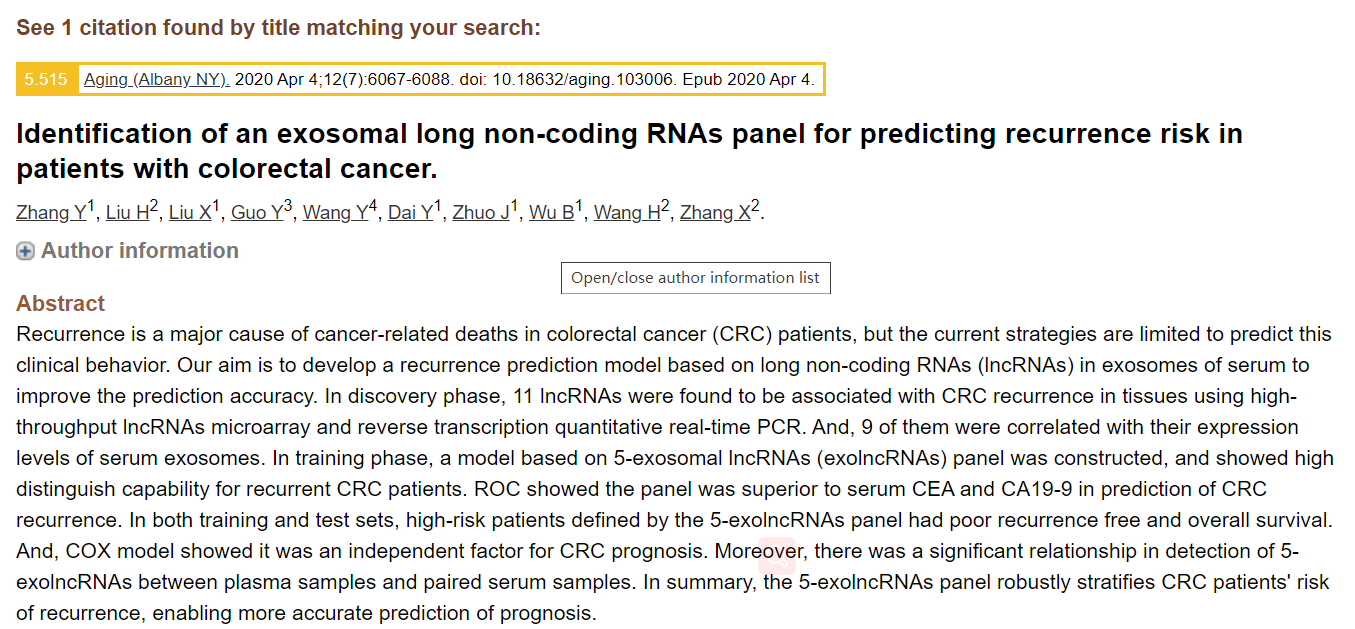 See 1 citation found by title matching your search:
5.515 Aging (Albany NY). 2020 Apr 4;12(7):6067-6088. doi: 10.18632/aging.103006. Epub 2020 Apr 4.
Identification of an exosomal long non-coding RNAs panel for predicting recurrence risk in
patients with colorectal cancer.
Zhang Y1, Liu H2, Liu X1, Guo Y3, Wang Y4, Dai Y1, Zhuo J1, Wu B1, Wang H2, Zhang X2.
Author information
Open/close author information list
Abstract
Recurrence is a major cause of cancer-related deaths in colorectal cancer (CRC) patients, but the current strategies are limited to predict this
clinical behavior. Our aim is to develop a recurrence prediction model based on long non-coding RNAs (lncRNAs) in exosomes of serum to
improve the prediction accuracy. In discovery phase, 11 lncRNAs were found to be associated with CRC recurrence in tissues using high-
throughput lncRNAs microarray and reverse transcription quantitative real-time PCR. And, 9 of them were correlated with their expression
levels of serum exosomes. In training phase, a model based on 5-exosomal lncRNAs (exolncRNAs) panel was constructed, and showed high
distinguish capability for recurrent CRC patients. ROC showed the panel was superior to serum CEA and CA19-9 in prediction of CRC
recurrence. In both training and test sets, high-risk patients defined by the 5-exolncRNAs panel had poor recurrence free and overall survival.
And, COX model showed it was an independent factor for CRC prognosis. Moreover, there was a significant relationship in detection of 5-
exolncRNAs between plasma samples and paired serum samples. In summary, the 5-exolncRNAs panel robustly stratifies CRC patients' risk
of recurrence, enabling more accurate prediction of prognosis.